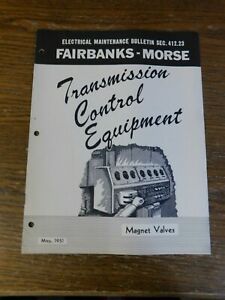 ELECTRICAL MAINTENANCE BULLETIN SEC. 412.23
FAIRBANKS - MORSE
Transmission
Control
Equipment
Magnet Valves
May, 1951